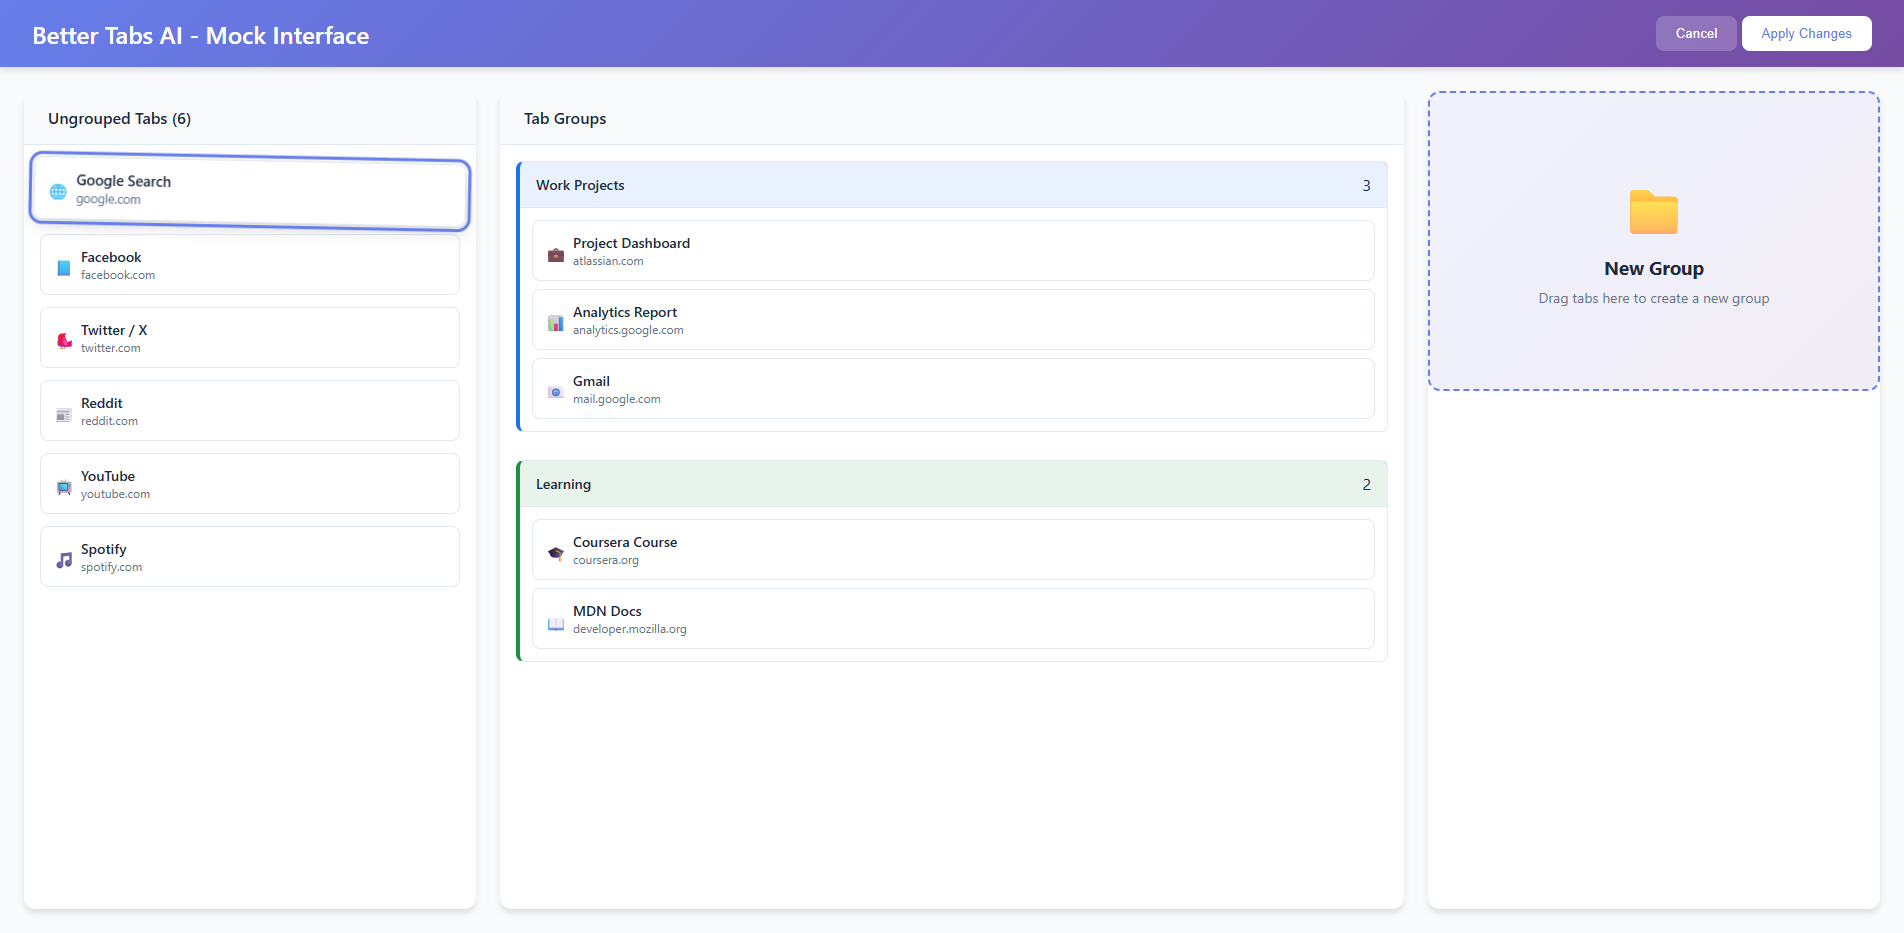 Better Tabs AI - Mock Interface
Cancel
Apply Changes
Ungrouped Tabs (6)
Google Search
google.com
Facebook
facebook.com
Twitter / X
twitter.com
Reddit
reddit.com
YouTube
youtube.com
Spotify
spotify.com
Tab Groups
Work Projects
3
Project Dashboard
atlassian.com
Analytics Report
analytics.google.com
Gmail
mail.google.com
Learning
2
Coursera Course
coursera.org
MDN Docs
developer.mozilla.org
New Group
Drag tabs here to create a new group